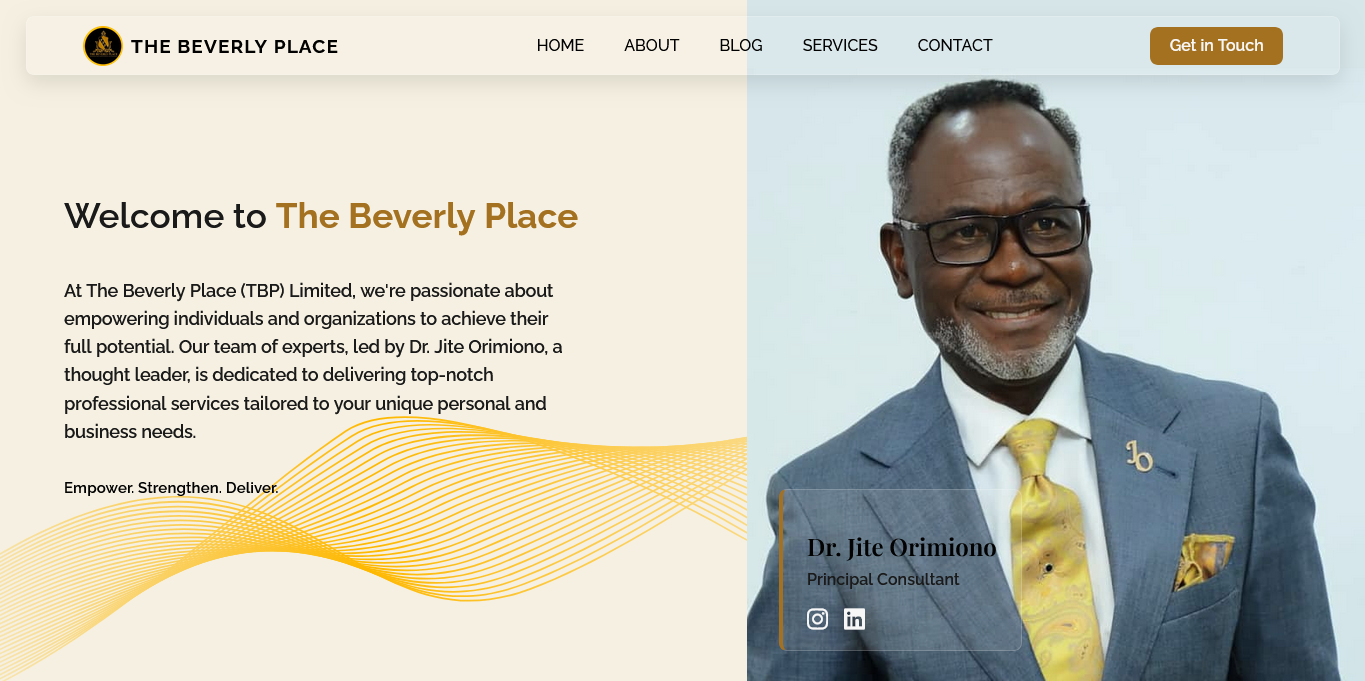 THE BEVERLY PLACE
HOME ABOUT BLOG SERVICES CONTACT
Get in Touch
Welcome to The Beverly Place
At The Beverly Place (TBP) Limited, we're passionate about
empowering individuals and organizations to achieve their
full potential. Our team of experts, led by Dr. Jite Orimiono, a
thought leader, is dedicated to delivering top-notch
professional services tailored to your unique personal and
business needs.
Empower. Strengthen. Deliver.
Dr. Jite Orimiono
Principal Consultant